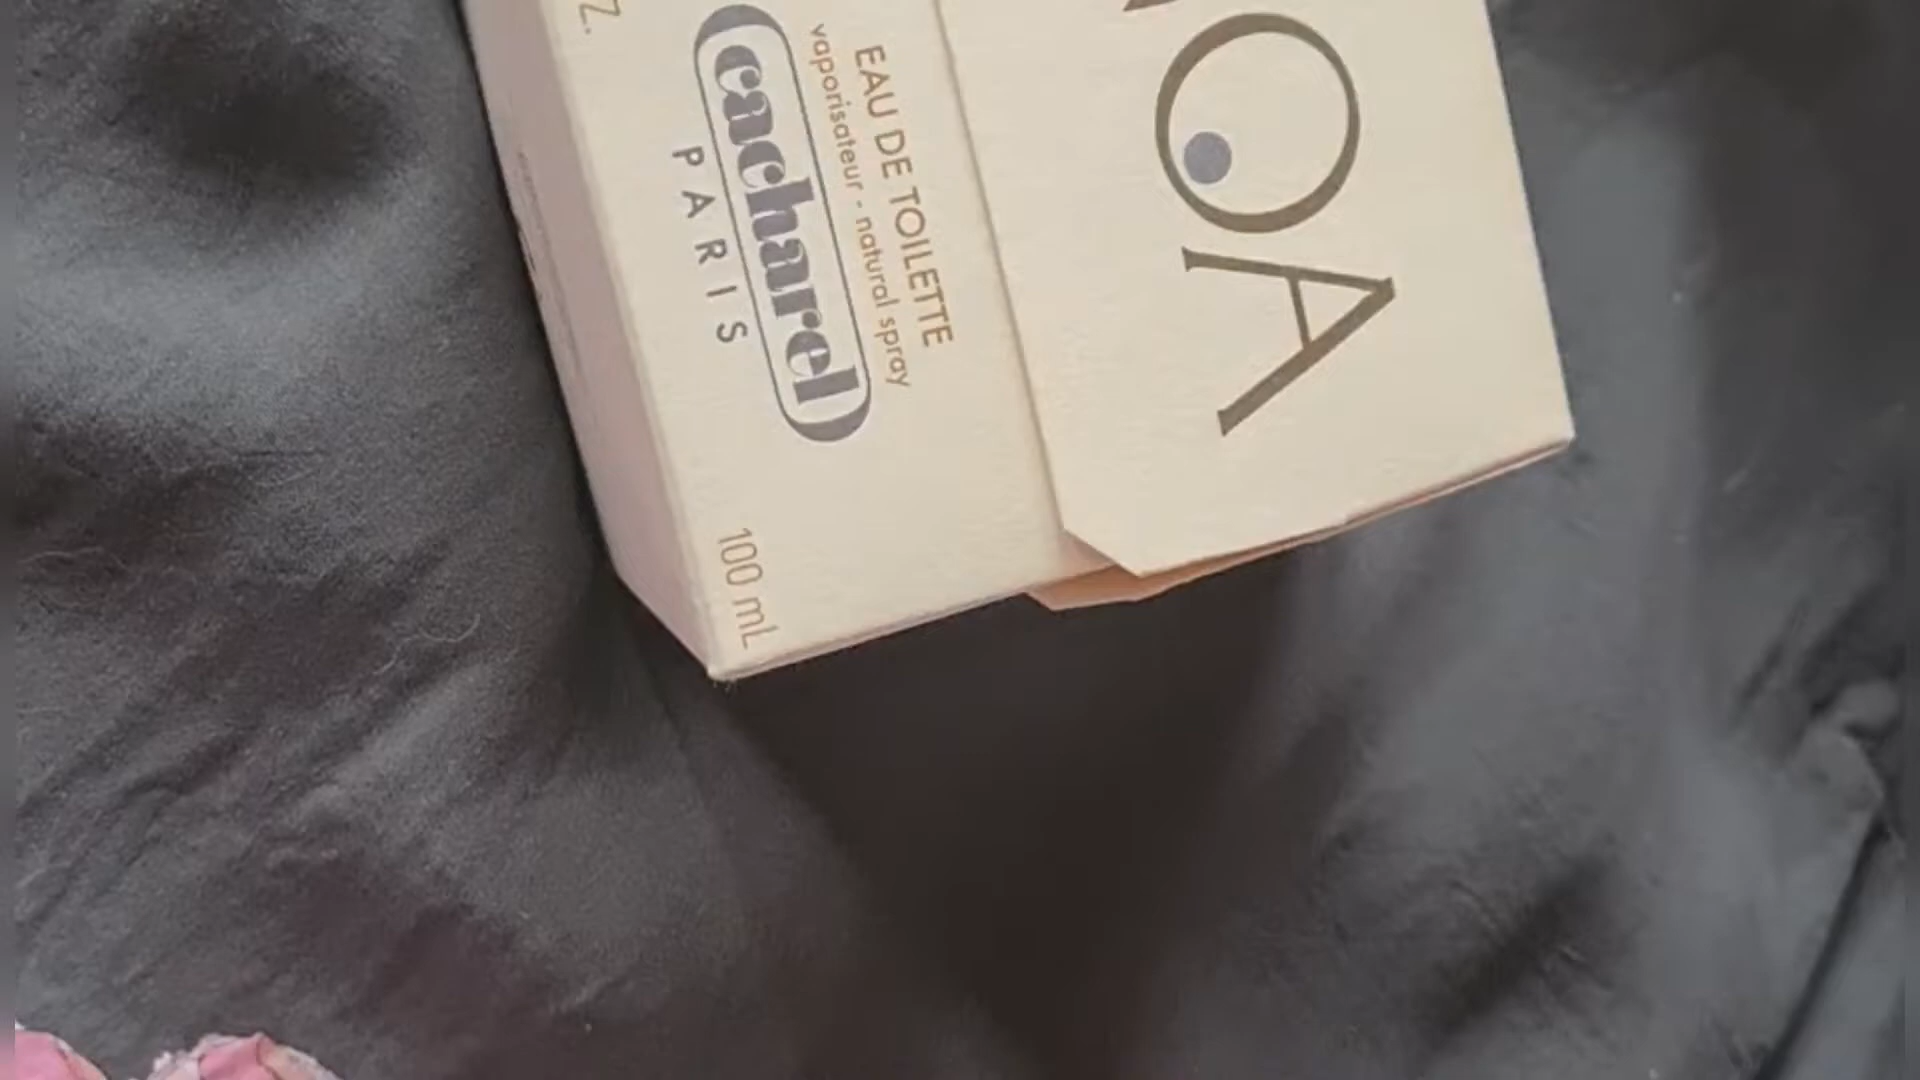 OA
EAU DE TOILETTE
vaporisateur - natural spray
cacharel
PARIS
Z.
100 mL